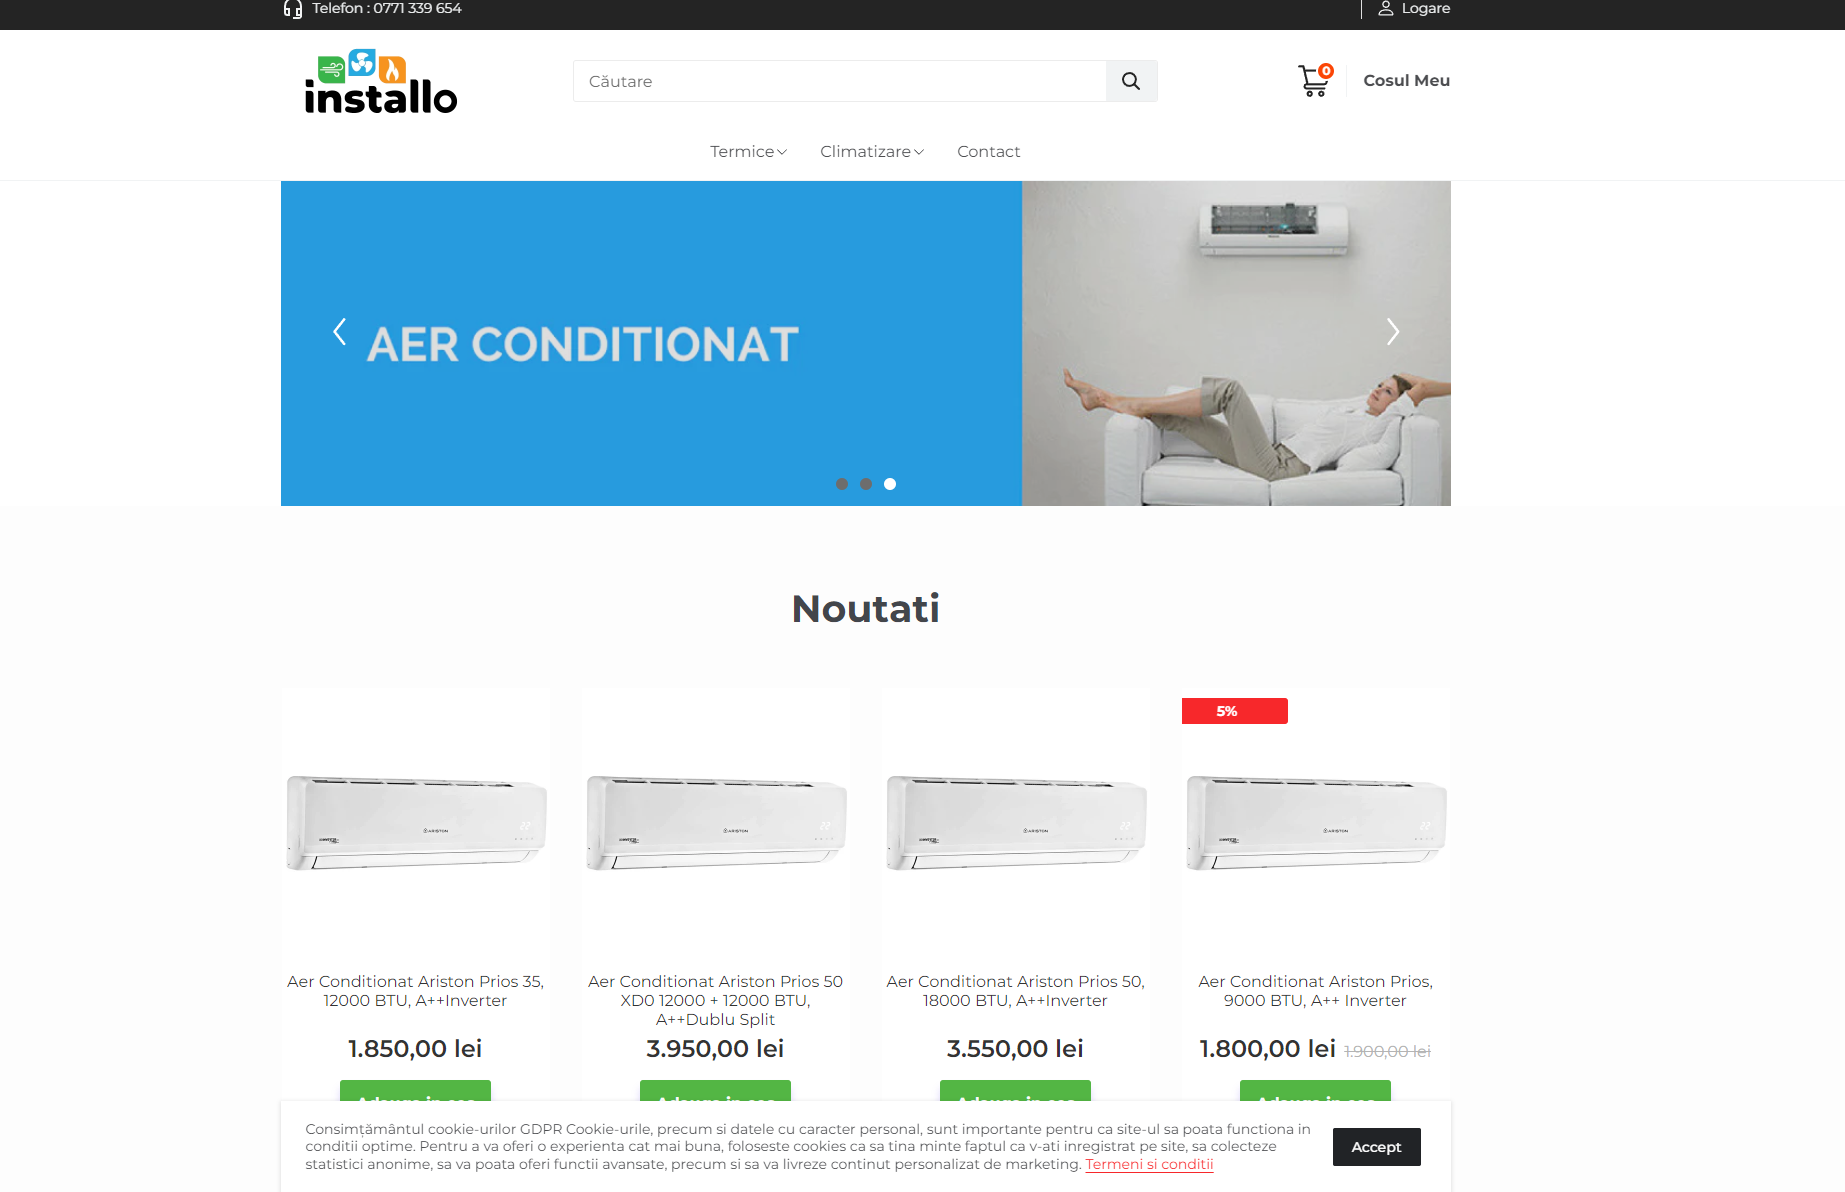 Telefon : 0771 339 654
Logare
installo
Căutare
0
Cosul Meu
Termice
Climatizare
Contact
AER CONDITIONAT
Noutati
5%
ARISTON
ARISTON
ARISTON
ARISTON
Aer Conditionat Ariston Prios 35,
12000 BTU, A++Inverter
1.850,00 lei
Aer Conditionat Ariston Prios 50
XD0 12000 + 12000 BTU,
A++Dublu Split
3.950,00 lei
Aer Conditionat Ariston Prios 50,
18000 BTU, A++Inverter
3.550,00 lei
Aer Conditionat Ariston Prios,
9000 BTU, A++ Inverter
1.800,00 lei 1.900,00 lei
Consimțământul cookie-urilor GDPR Cookie-urile, precum si datele cu caracter personal, sunt importante pentru ca site-ul sa poata functiona in
conditii optime. Pentru a va oferi o experienta cat mai buna, foloseste cookies ca sa tina minte faptul ca v-ati inregistrat pe site, sa colecteze
statistici anonime, sa va poata oferi functii avansate, precum si sa va livreze continut personalizat de marketing. Termeni si conditii
Accept